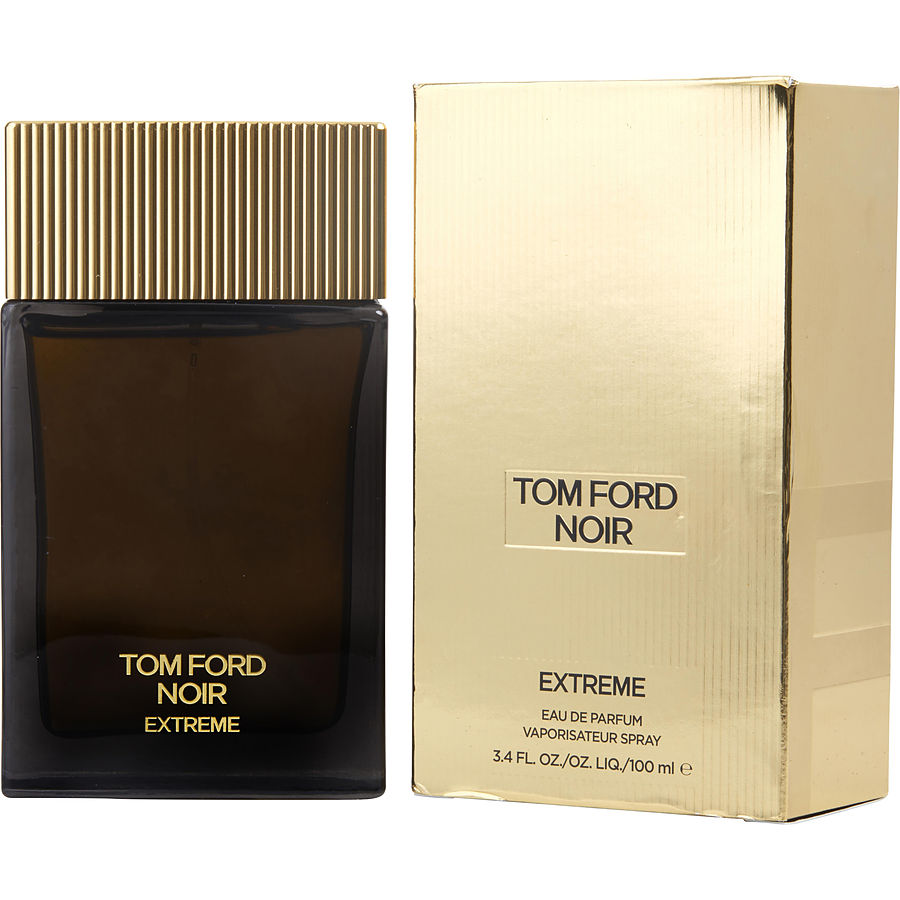 TOM FORD
NOIR
EXTREME
TOM FORD
NOIR
EXTREME
EAU DE PARFUM
VAPORISATEUR SPRAY
3.4 FL. OZ./OZ. LIQ./100 ml ℮